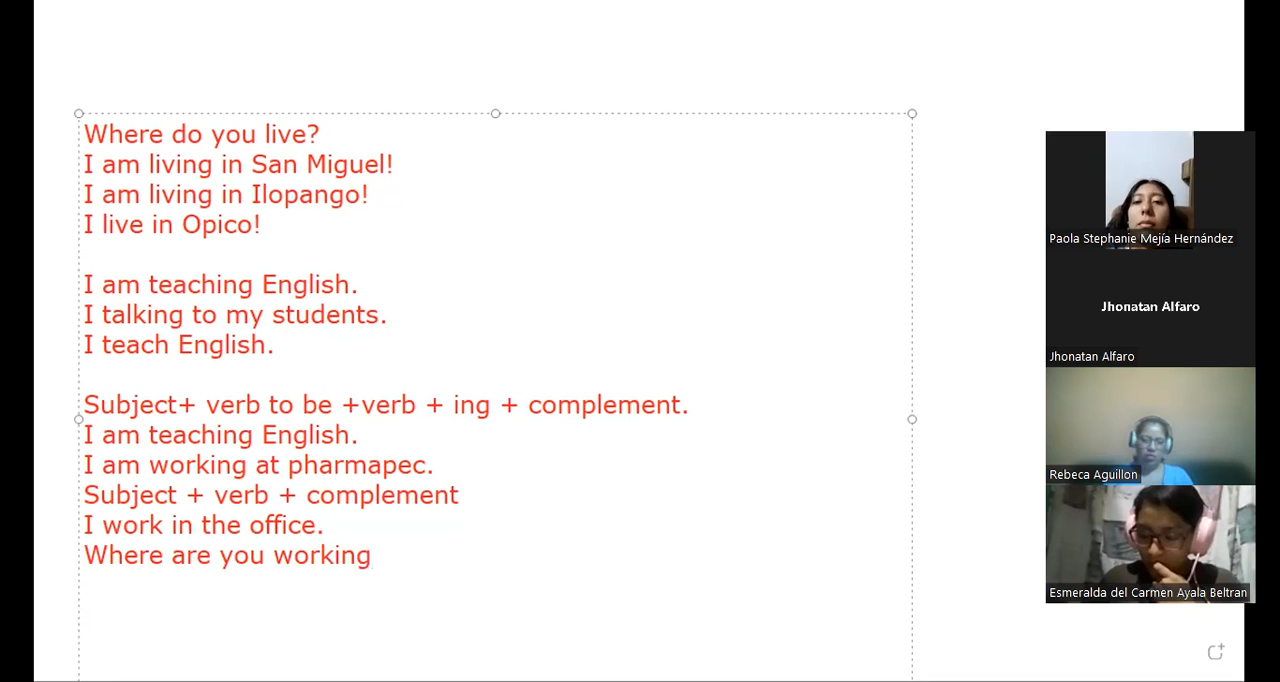 Where do you live?
I am living in San Miguel!
I am living in Ilopango!
I live in Opico!
I am teaching English.
I talking to my students.
I teach English.
Subject+ verb to be +verb + ing + complement.
I am teaching English.
I am working at pharmapec.
Subject + verb + complement
I work in the office.
Where are you working
Paola Stephanie Mejía Hernández
Jhonatan Alfaro
Jhonatan Alfaro
Rebeca Aguillon
Esmeralda del Carmen Ayala Beltran